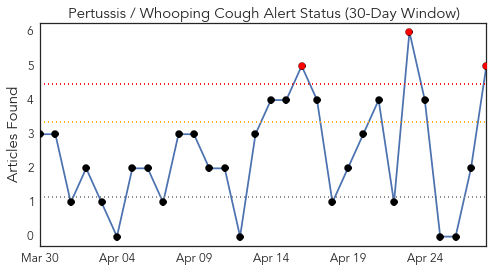 Pertussis / Whooping Cough Alert Status (30-Day Window)
Articles Found
6
5
4
3
2
1
0
Mar 30
Apr 04
Apr 09
Apr 14
Apr 19
Apr 24